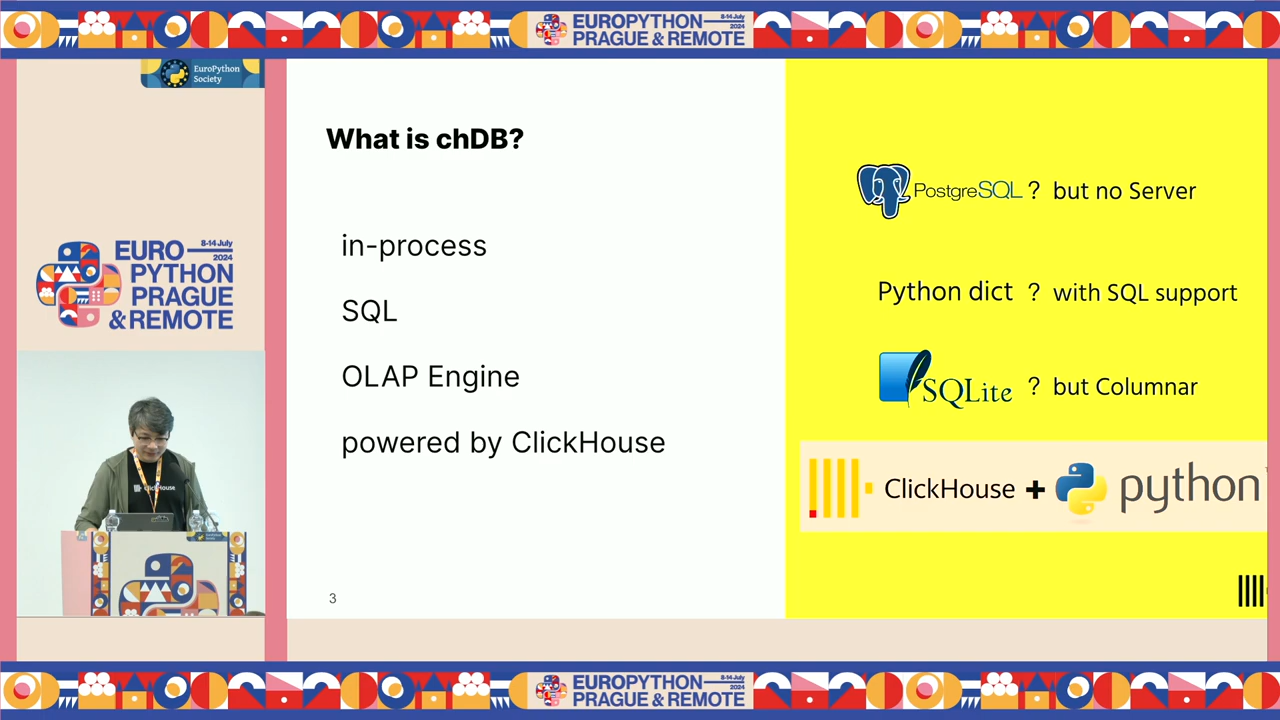 EUROPYTHON
PRAGUE & REMOTE
8-14 July
2024
EuroPython
Society
EURO
PYTHON
PRAGUE
& REMOTE
8-14 July
2024
ClickHouse
What is chDB?
in-process
SQL
OLAP Engine
powered by ClickHouse
3
PostgreSQL ? but no Server
Python dict ? with SQL support
SQLite ? but Columnar
ClickHouse + python
EUROPYTHON
PRAGUE & REMOTE
8-14 July
2024